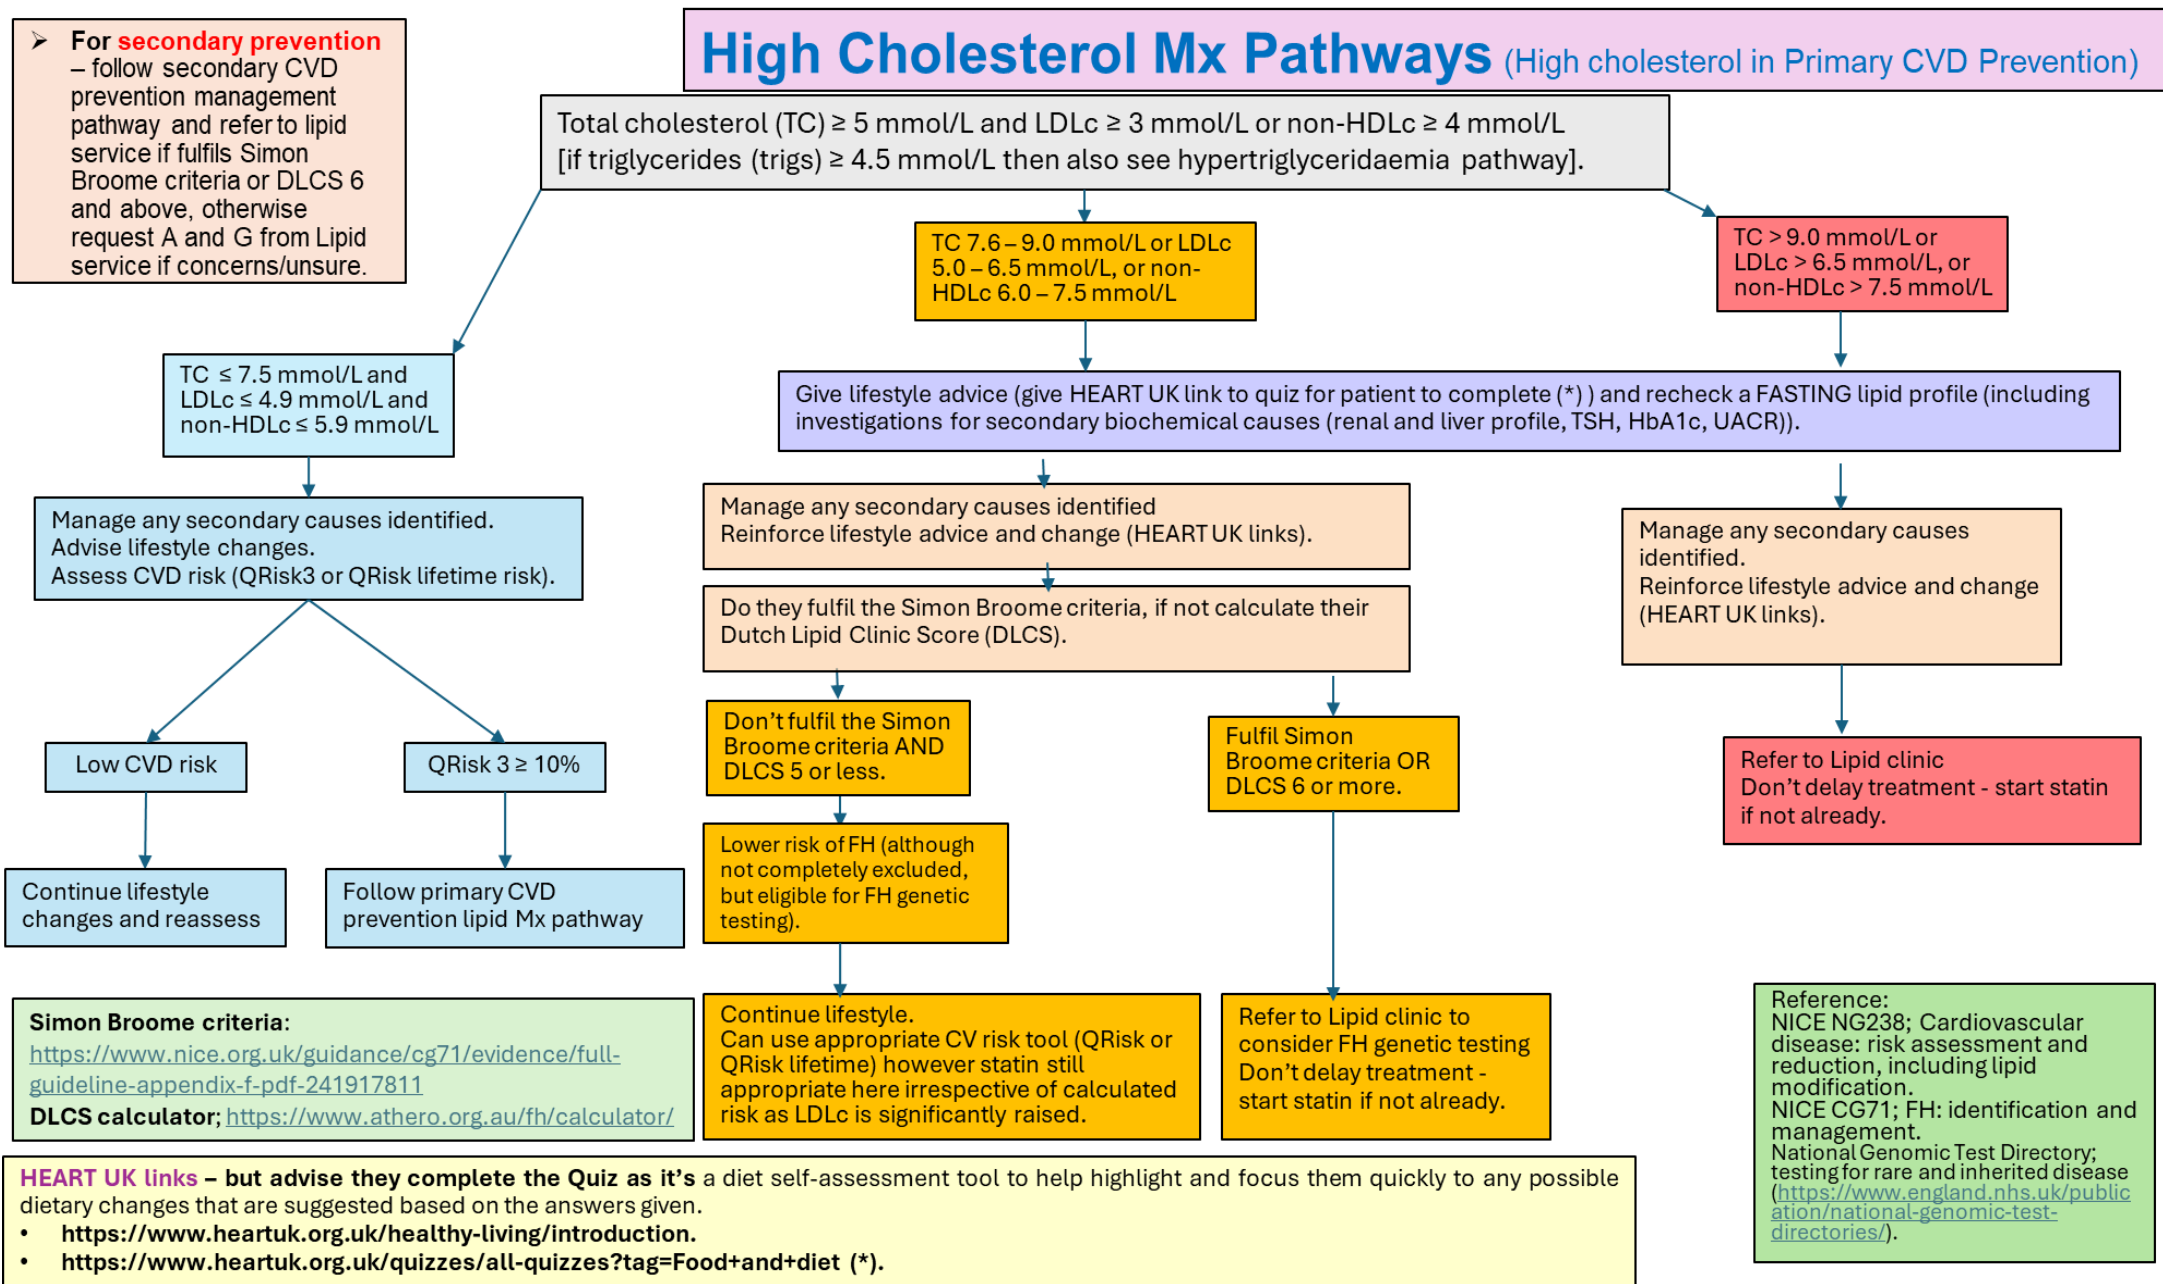 ➤ For secondary prevention
– follow secondary CVD
prevention management
pathway and refer to lipid
service if fulfils Simon
Broome criteria or DLCS 6
and above, otherwise
request A and G from Lipid
service if concerns/unsure.
High Cholesterol Mx Pathways (High cholesterol in Primary CVD Prevention)
Total cholesterol (TC) ≥ 5 mmol/L and LDLc ≥ 3 mmol/L or non-HDLc ≥ 4 mmol/L
[if triglycerides (trigs) ≥ 4.5 mmol/L then also see hypertriglyceridaemia pathway].
TC ≤ 7.5 mmol/L and
LDLc ≤ 4.9 mmol/L and
non-HDLc ≤ 5.9 mmol/L
TC 7.6 – 9.0 mmol/L or LDLc
5.0 – 6.5 mmol/L, or non-
HDLc 6.0 – 7.5 mmol/L
TC > 9.0 mmol/L or
LDLc > 6.5 mmol/L, or
non-HDLc > 7.5 mmol/L
Give lifestyle advice (give HEART UK link to quiz for patient to complete (*) ) and recheck a FASTING lipid profile (including
investigations for secondary biochemical causes (renal and liver profile, TSH, HbA1c, UACR)).
Manage any secondary causes identified.
Advise lifestyle changes.
Assess CVD risk (QRisk3 or QRisk lifetime risk).
Manage any secondary causes identified
Reinforce lifestyle advice and change (HEART UK links).
Manage any secondary causes
identified.
Reinforce lifestyle advice and change
(HEART UK links).
Do they fulfil the Simon Broome criteria, if not calculate their
Dutch Lipid Clinic Score (DLCS).
Low CVD risk
QRisk 3 ≥ 10%
Don't fulfil the Simon
Broome criteria AND
DLCS 5 or less.
Fulfil Simon
Broome criteria OR
DLCS 6 or more.
Refer to Lipid clinic
Don't delay treatment - start statin
if not already.
Continue lifestyle
changes and reassess
Follow primary CVD
prevention lipid Mx pathway
Lower risk of FH (although
not completely excluded,
but eligible for FH genetic
testing).
Continue lifestyle.
Can use appropriate CV risk tool (QRisk or
QRisk lifetime) however statin still
appropriate here irrespective of calculated
risk as LDLc is significantly raised.
Refer to Lipid clinic to
consider FH genetic testing
Don't delay treatment -
start statin if not already.
Simon Broome criteria:
https://www.nice.org.uk/guidance/cg71/evidence/full-
guideline-appendix-f-pdf-241917811
DLCS calculator; https://www.athero.org.au/fh/calculator/
Reference:
NICE NG238; Cardiovascular
disease: risk assessment and
reduction, including lipid
modification.
NICE CG71; FH: identification and
management.
National Genomic Test Directory;
testing for rare and inherited disease
(https://www.england.nhs.uk/public
ation/national-genomic-test-
directories/).
HEART UK links – but advise they complete the Quiz as it's a diet self-assessment tool to help highlight and focus them quickly to any possible
dietary changes that are suggested based on the answers given.
• https://www.heartuk.org.uk/healthy-living/introduction.
• https://www.heartuk.org.uk/quizzes/all-quizzes?tag=Food+and+diet (*).